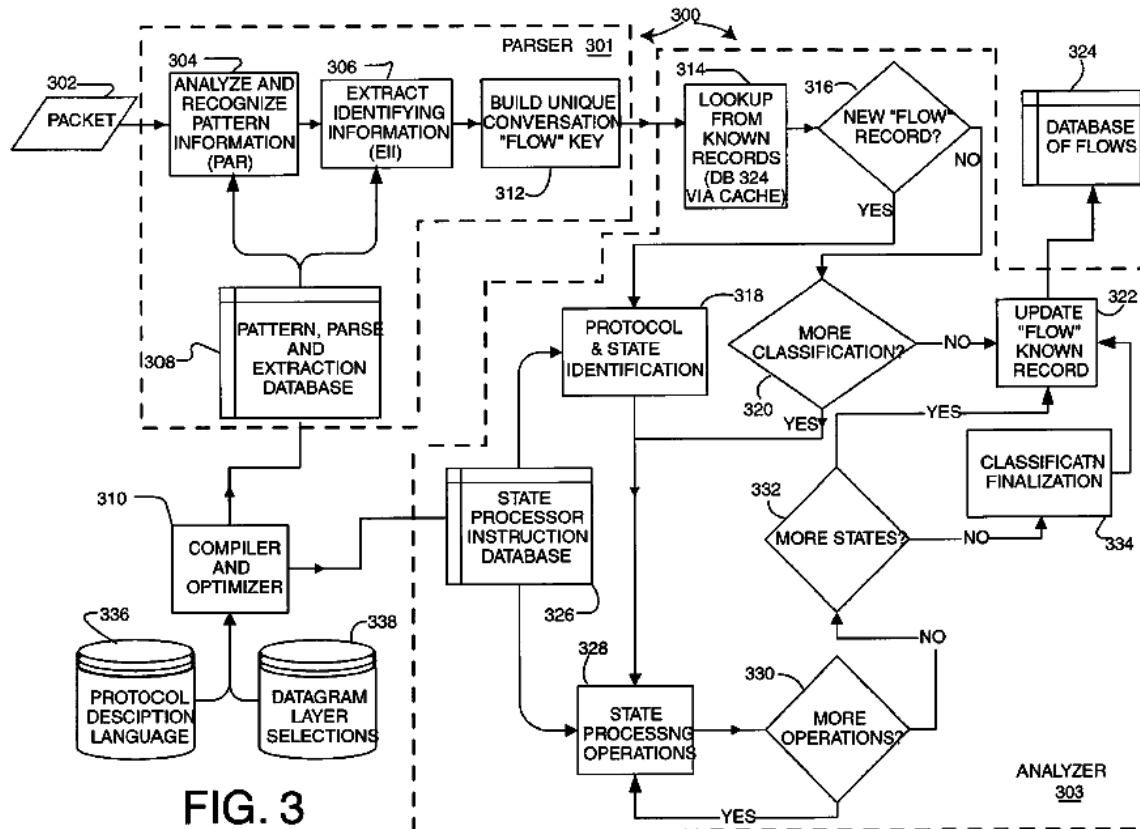 300
PARSER 301
302
PACKET
304
ANALYZE AND
RECOGNIZE
PATTERN
INFORMATION
(PAR)
306
EXTRACT
IDENTIFYING
INFORMATION
(EII)
BUILD UNIQUE
CONVERSATION
"FLOW" KEY
312
314
LOOKUP
FROM
KNOWN
RECORDS
(DB 324
VIA CACHE)
316
NEW "FLOW"
RECORD?
NO
YES
324
DATABASE
OF FLOWS
308
PATTERN, PARSE
AND
EXTRACTION
DATABASE
318
PROTOCOL
& STATE
IDENTIFICATION
MORE
CLASSIFICATION?
320
NO
YES
322
UPDATE
"FLOW"
KNOWN
RECORD
YES
310
COMPILER
AND
OPTIMIZER
STATE
PROCESSOR
INSTRUCTION
DATABASE
326
332
MORE STATES?
NO
CLASSIFICATN
FINALIZATION
334
336
PROTOCOL
DESCIPTION
LANGUAGE
338
DATAGRAM
LAYER
SELECTIONS
328
STATE
PROCESSNG
OPERATIONS
330
MORE
OPERATIONS?
NO
YES
ANALYZER
303
FIG. 3